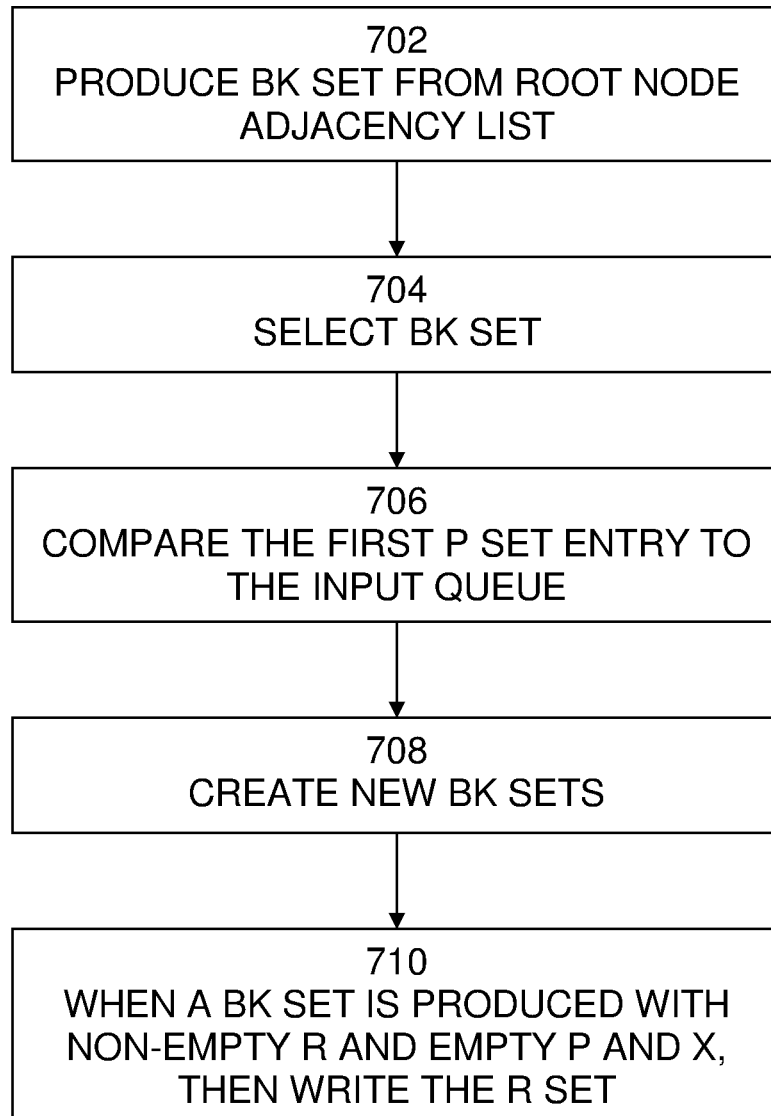 702
PRODUCE BK SET FROM ROOT NODE
ADJACENCY LIST
704
SELECT BK SET
706
COMPARE THE FIRST P SET ENTRY TO
THE INPUT QUEUE
708
CREATE NEW BK SETS
710
WHEN A BK SET IS PRODUCED WITH
NON-EMPTY R AND EMPTY P AND X,
THEN WRITE THE R SET